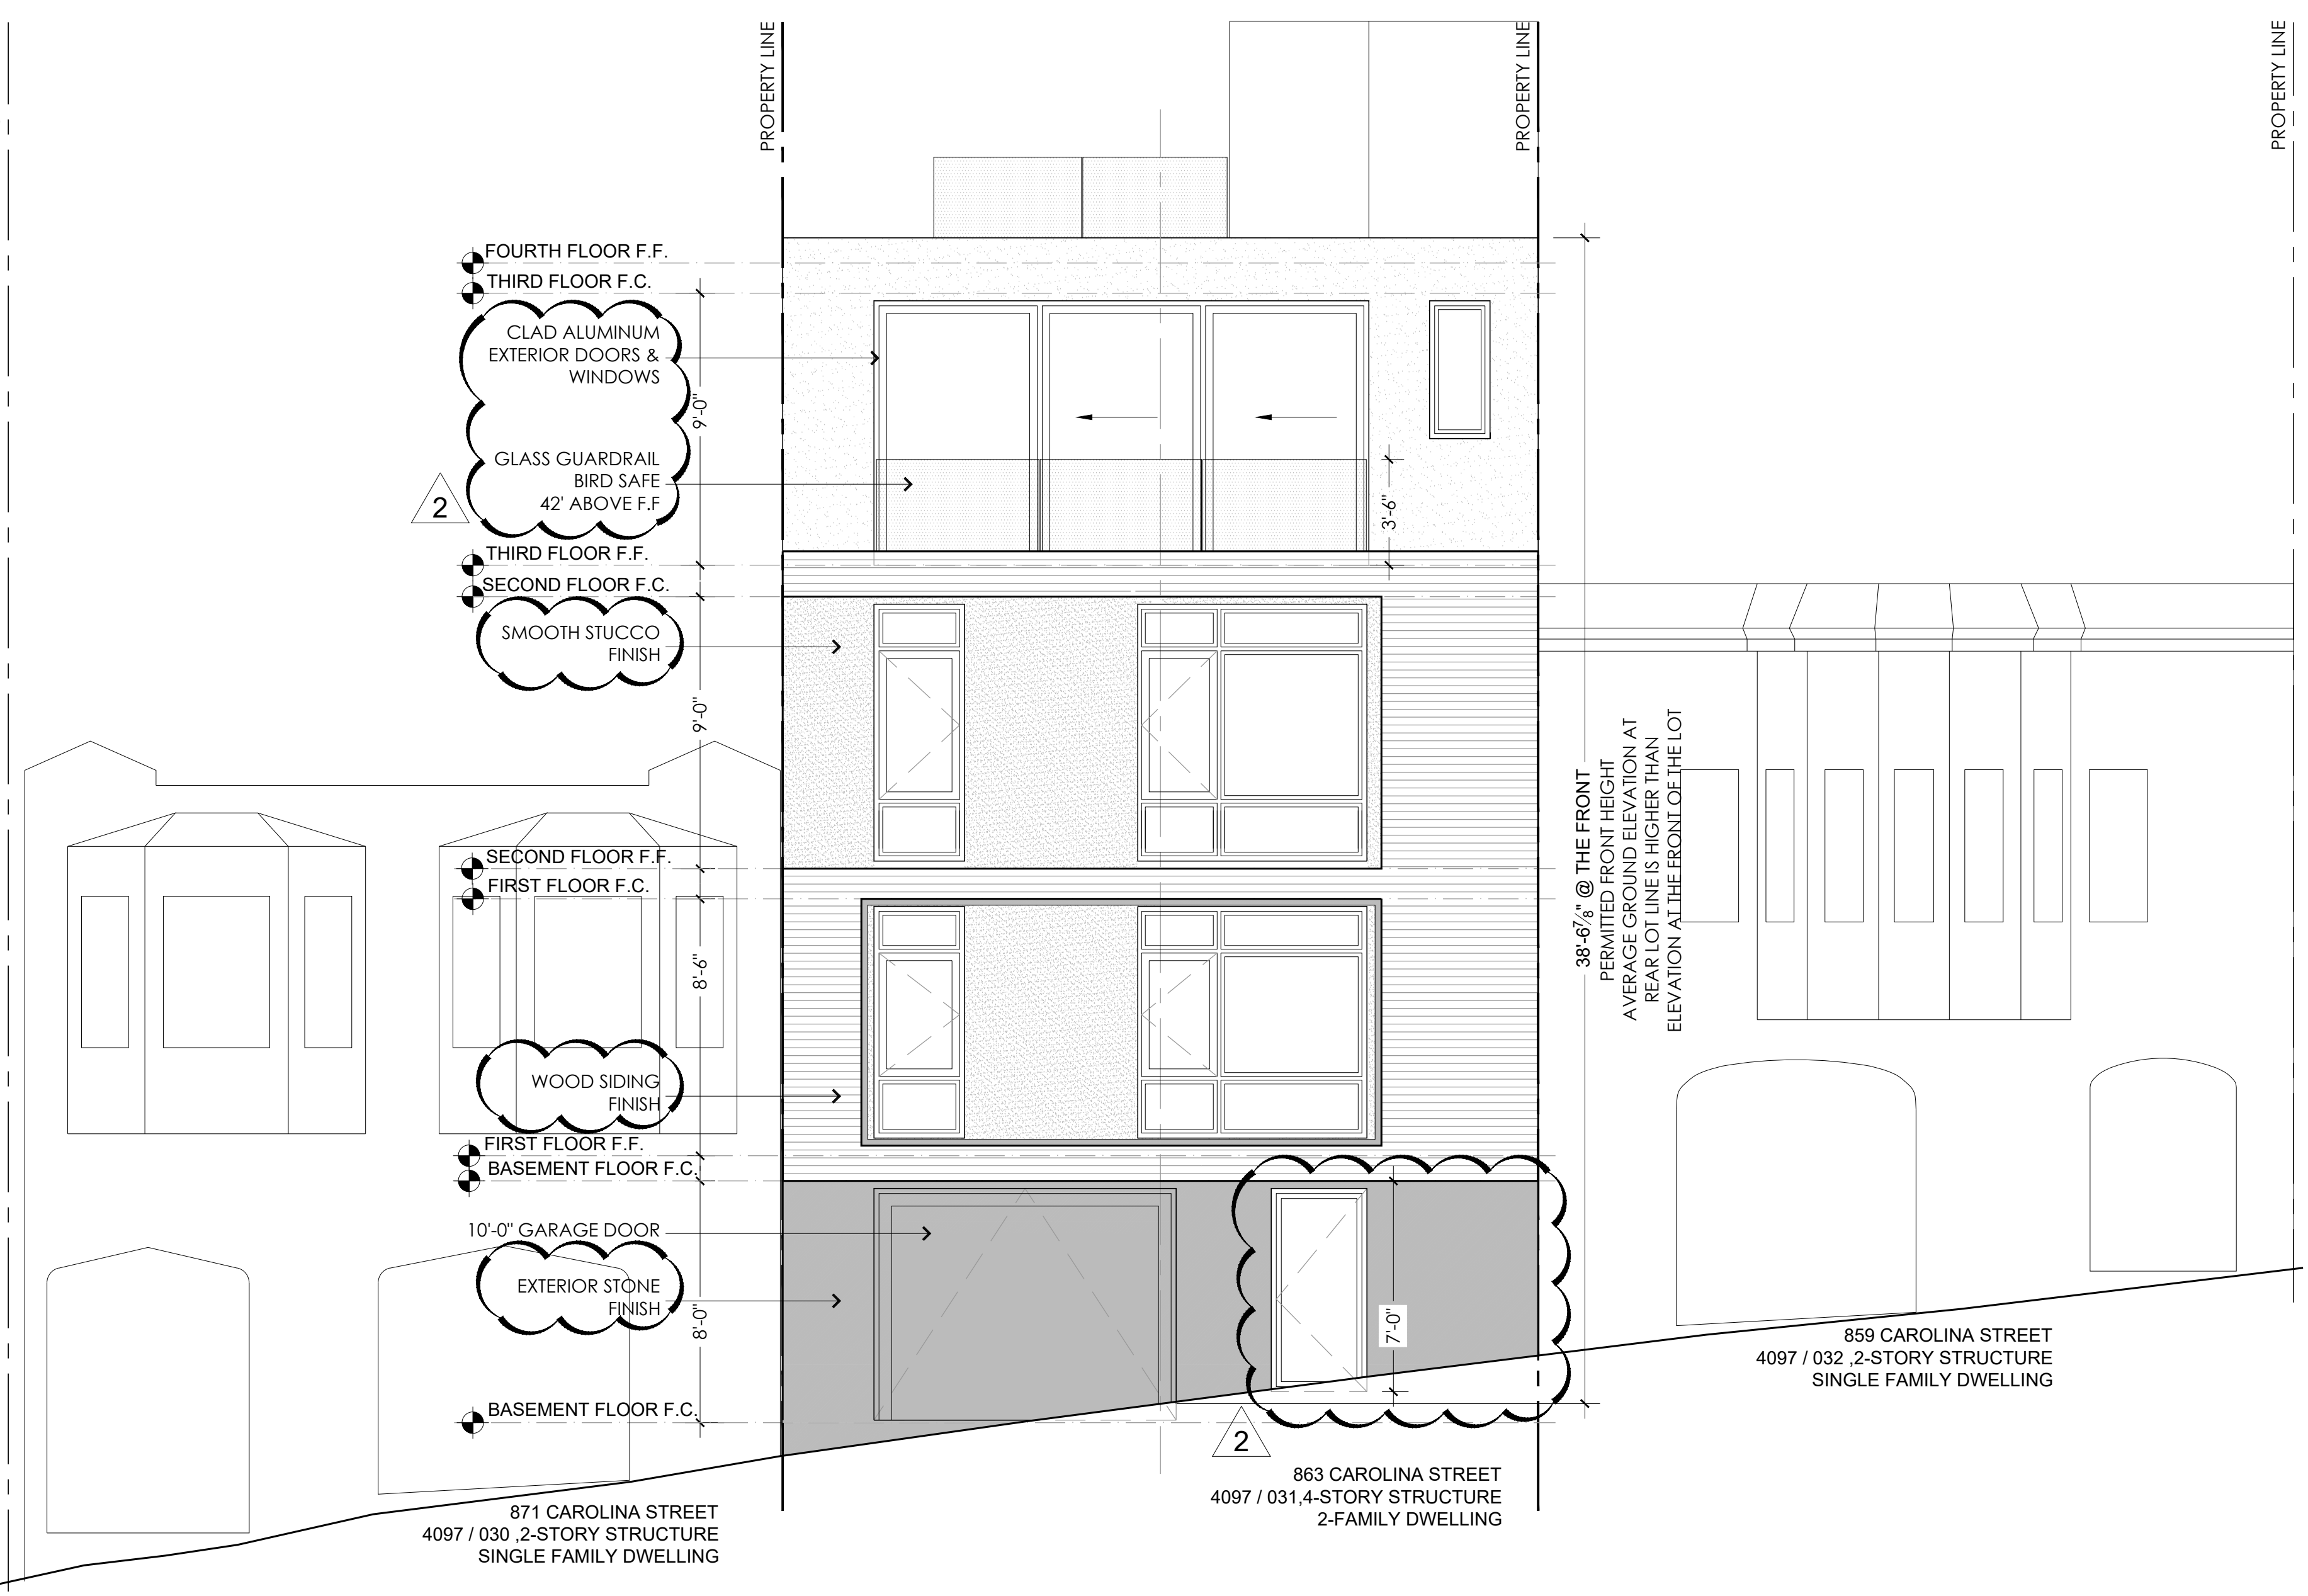 PROPERTY LINE
PROPERTY LINE
PROPERTY LINE
FOURTH FLOOR F.F.
THIRD FLOOR F.C.
CLAD ALUMINUM
EXTERIOR DOORS &
WINDOWS
9'-0"
GLASS GUARDRAIL
BIRD SAFE
42' ABOVE F.F
2
3'-6"
THIRD FLOOR F.F.
SECOND FLOOR F.C.
SMOOTH STUCCO
FINISH
9'-0"
SECOND FLOOR F.F.
FIRST FLOOR F.C.
8'-6"
38'-6⅞" @ THE FRONT
PERMITTED FRONT HEIGHT
AVERAGE GROUND ELEVATION AT
REAR LOT LINE IS HIGHER THAN
ELEVATION AT THE FRONT OF THE LOT
WOOD SIDING
FINISH
FIRST FLOOR F.F.
BASEMENT FLOOR F.C.
10'-0" GARAGE DOOR
EXTERIOR STONE
FINISH
8'-0"
7'-0"
BASEMENT FLOOR F.C.
2
859 CAROLINA STREET
4097 / 032 ,2-STORY STRUCTURE
SINGLE FAMILY DWELLING
863 CAROLINA STREET
4097 / 031,4-STORY STRUCTURE
2-FAMILY DWELLING
871 CAROLINA STREET
4097 / 030 ,2-STORY STRUCTURE
SINGLE FAMILY DWELLING